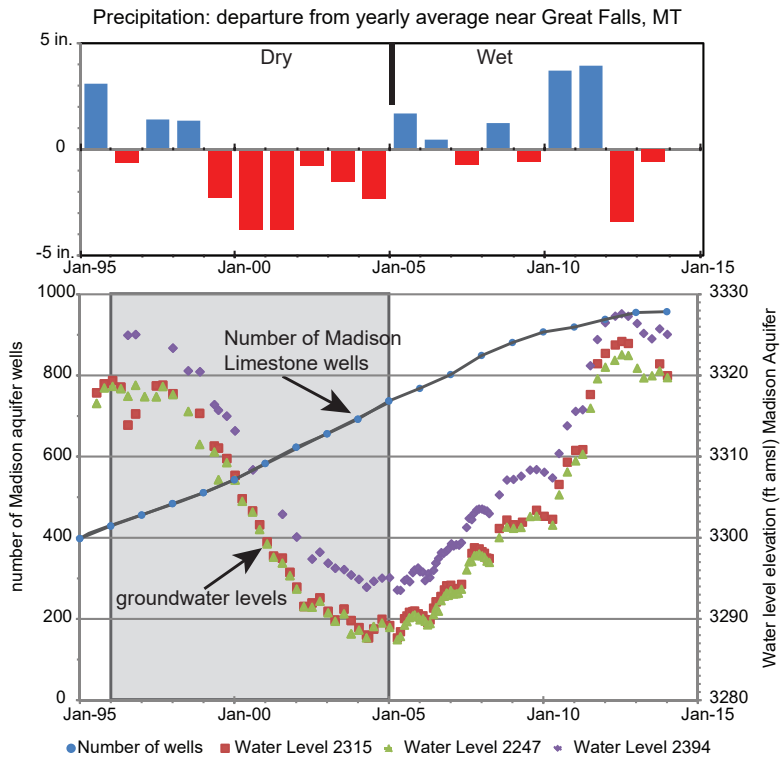 Precipitation: departure from yearly average near Great Falls, MT
5 in.
Dry
Wet
0
-5 in.
Jan-95
Jan-00
Jan-05
Jan-10
Jan-15
1000
800
600
400
200
0
number of Madison aquifer wells
Number of Madison
Limestone wells
groundwater levels
3330
3320
3310
3300
3290
3280
Water level elevation (ft amsl) Madison Aquifer
Jan-95
Jan-00
Jan-05
Jan-10
Jan-15
Number of wells
Water Level 2315
Water Level 2247
Water Level 2394